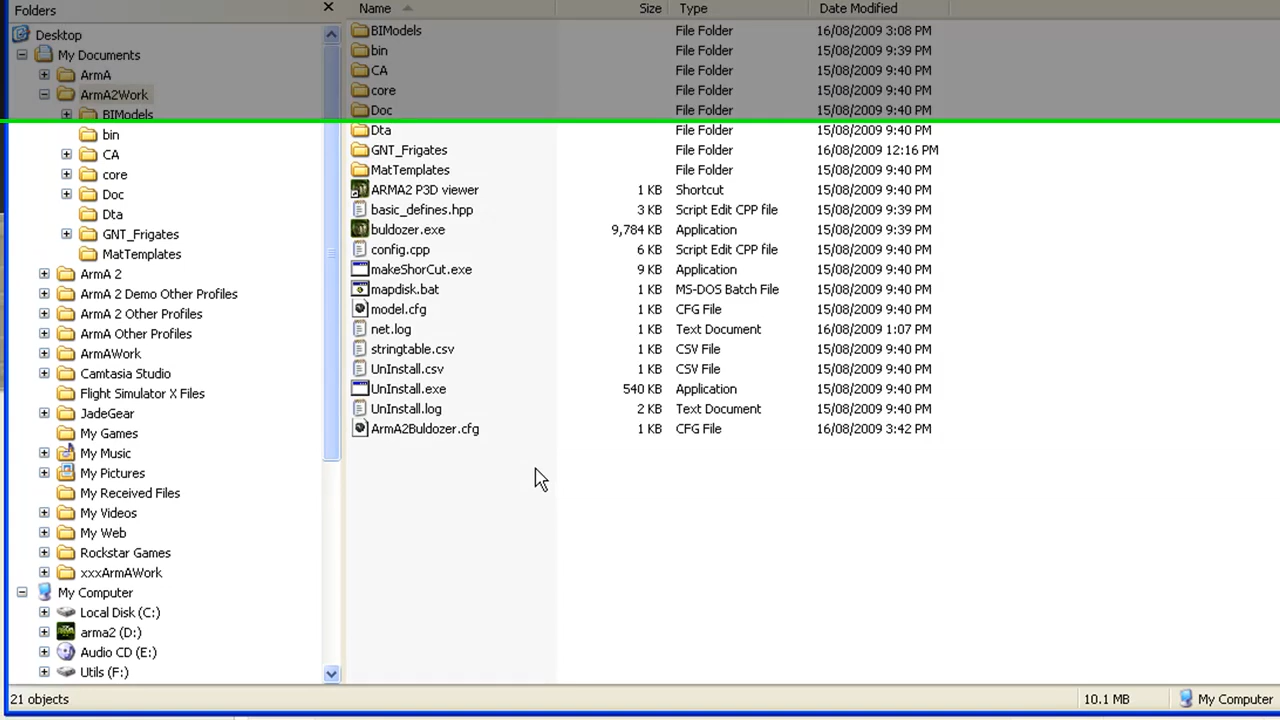 Folders
Desktop
My Documents
ArmA
ArmA2Work
BIModels
bin
CA
core
Doc
Dta
GNT_Frigates
MatTemplates
ArmA 2
ArmA 2 Demo Other Profiles
ArmA 2 Other Profiles
ArmA Other Profiles
ArmAWork
Camtasia Studio
Flight Simulator X Files
JadeGear
My Games
My Music
My Pictures
My Received Files
My Videos
My Web
Rockstar Games
xxxArmAWork
My Computer
Local Disk (C:)
arma2 (D:)
Audio CD (E:)
Utils (F:)
Name Size Type Date Modified
BIModels File Folder 16/08/2009 3:08 PM
bin File Folder 15/08/2009 9:39 PM
CA File Folder 15/08/2009 9:40 PM
core File Folder 15/08/2009 9:40 PM
Doc File Folder 15/08/2009 9:40 PM
Dta File Folder 15/08/2009 9:40 PM
GNT_Frigates File Folder 16/08/2009 12:16 PM
MatTemplates File Folder 15/08/2009 9:40 PM
ARMA2 P3D viewer 1 KB Shortcut 15/08/2009 9:40 PM
basic_defines.hpp 3 KB Script Edit CPP file 15/08/2009 9:39 PM
buldozer.exe 9,784 KB Application 15/08/2009 9:39 PM
config.cpp 6 KB Script Edit CPP file 15/08/2009 9:40 PM
makeShorCut.exe 9 KB Application 15/08/2009 9:40 PM
mapdisk.bat 1 KB MS-DOS Batch File 15/08/2009 9:40 PM
model.cfg 1 KB CFG File 15/08/2009 9:40 PM
net.log 1 KB Text Document 16/08/2009 1:07 PM
stringtable.csv 1 KB CSV File 15/08/2009 9:40 PM
UnInstall.csv 1 KB CSV File 15/08/2009 9:40 PM
UnInstall.exe 540 KB Application 15/08/2009 9:40 PM
UnInstall.log 2 KB Text Document 15/08/2009 9:40 PM
ArmA2Buldozer.cfg 1 KB CFG File 16/08/2009 3:42 PM
21 objects 10.1 MB My Computer